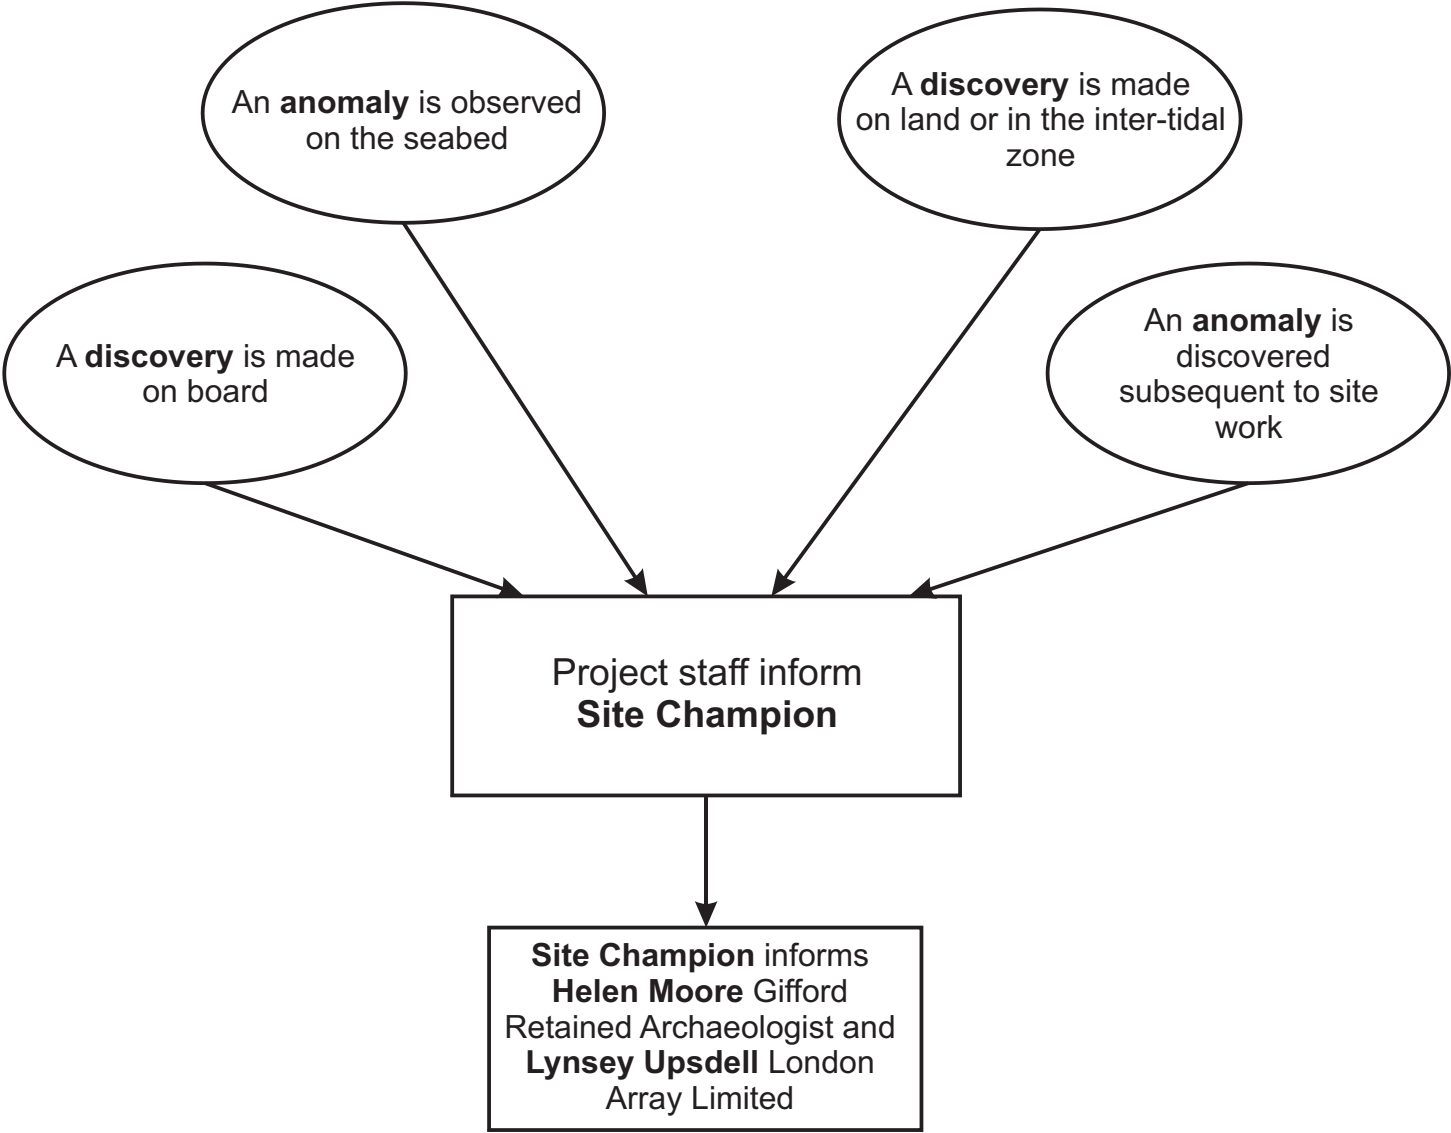 An anomaly is observed
on the seabed
A discovery is made
on land or in the inter-tidal
zone
A discovery is made
on board
An anomaly is
discovered
subsequent to site
work
Project staff inform
Site Champion
Site Champion informs
Helen Moore Gifford
Retained Archaeologist and
Lynsey Upsdell London
Array Limited